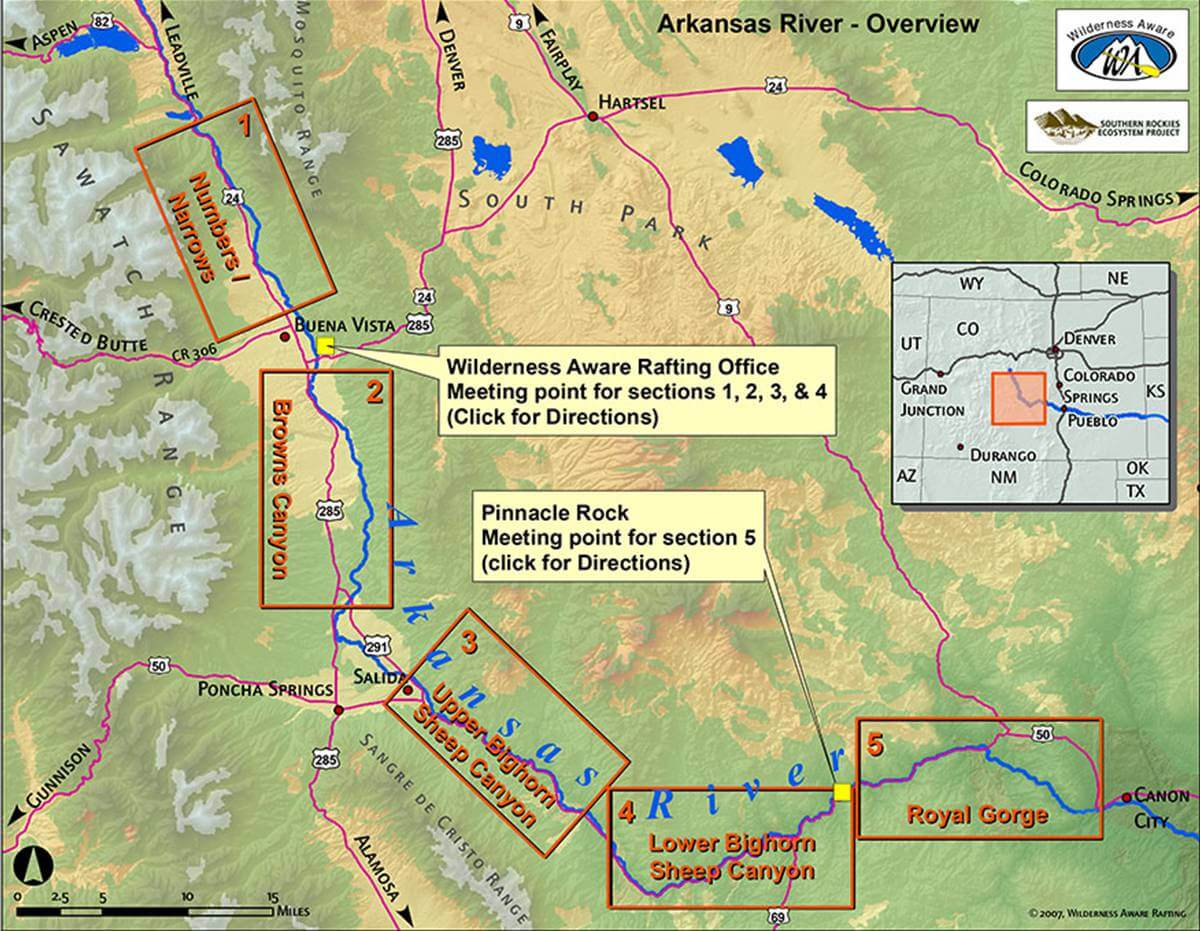 Arkansas River - Overview
Wilderness Aware
WA
SOUTHERN ROCKIES
ECOSYSTEM PROJECT
ASPEN
82
LEADVILLE
MOSQUITO RANGE
DENVER
9
FAIRPLAY
HARTSEL
24
285
COLORADO SPRINGS
SOUTH PARK
SAWATCH RANGE
1
24
Numbers /
Narrows
9
24
285
CRESTED BUTTE
CR 306
BUENA VISTA
Wilderness Aware Rafting Office
Meeting point for sections 1, 2, 3, & 4
(Click for Directions)
WY
NE
CO
UT
DENVER
GRAND
JUNCTION
COLORADO
SPRINGS
KS
PUEBLO
DURANGO
AZ
NM
OK
TX
2
Browns Canyon
285
Pinnacle Rock
Meeting point for section 5
(click for Directions)
Arkansas River
291
3
Upper Bighorn
Sheep Canyon
50
PONCHA SPRINGS
SALIDA
285
GUNNISON
SANGRE DE CRISTO RANGE
ALAMOSA
4
Lower Bighorn
Sheep Canyon
69
5
50
Royal Gorge
CANON
CITY
0 2.5 5 10 15
MILES
© 2007, WILDERNESS AWARE RAFTING